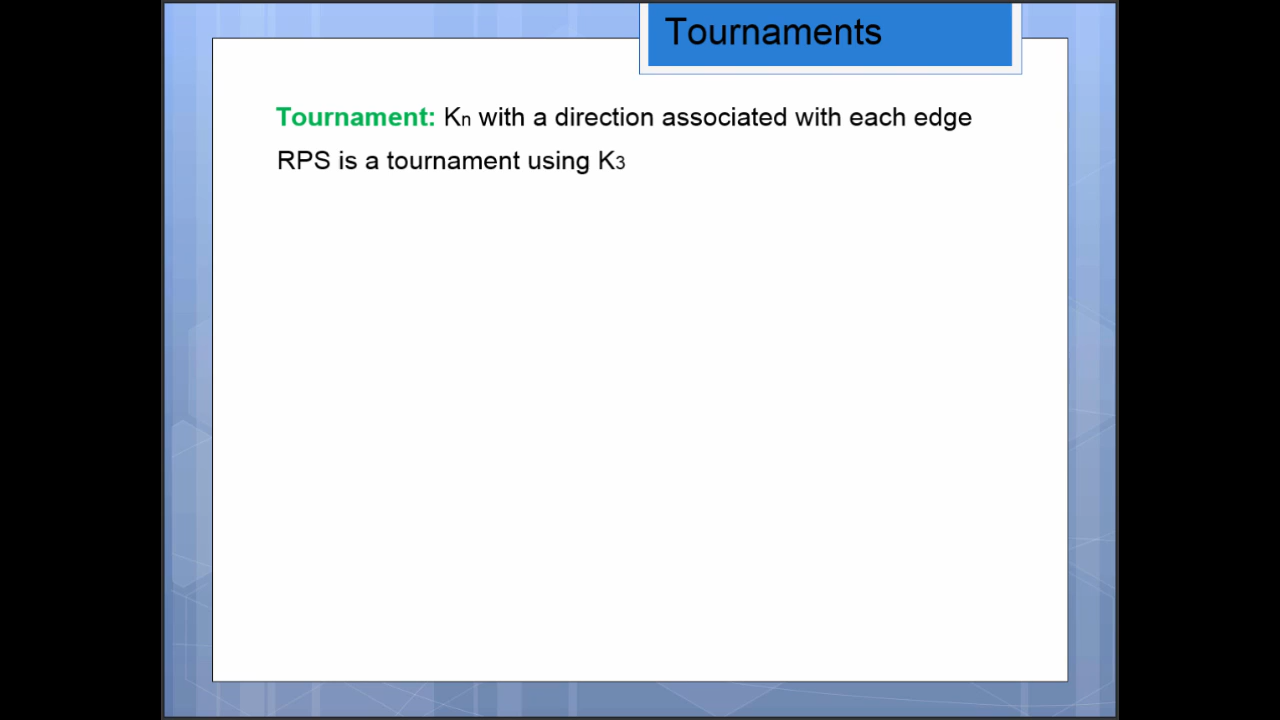 Tournaments
Tournament: Kn with a direction associated with each edge
RPS is a tournament using K3